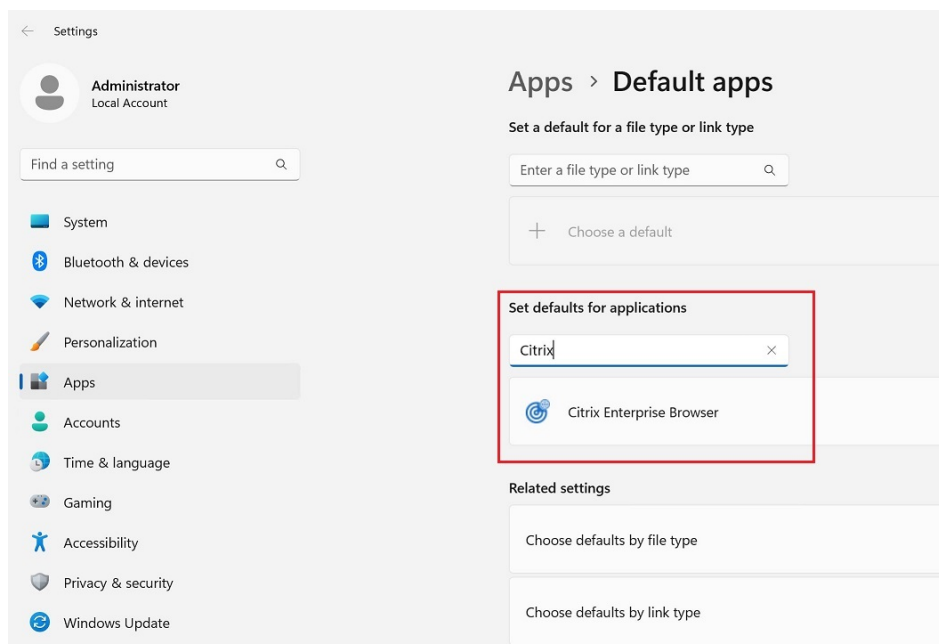 Settings
Administrator
Local Account
Find a setting
System
Bluetooth & devices
Network & internet
Personalization
Apps
Accounts
Time & language
Gaming
Accessibility
Privacy & security
Windows Update
Apps > Default apps
Set a default for a file type or link type
Enter a file type or link type
Choose a default
Set defaults for applications
Citrix
Citrix Enterprise Browser
Related settings
Choose defaults by file type
Choose defaults by link type